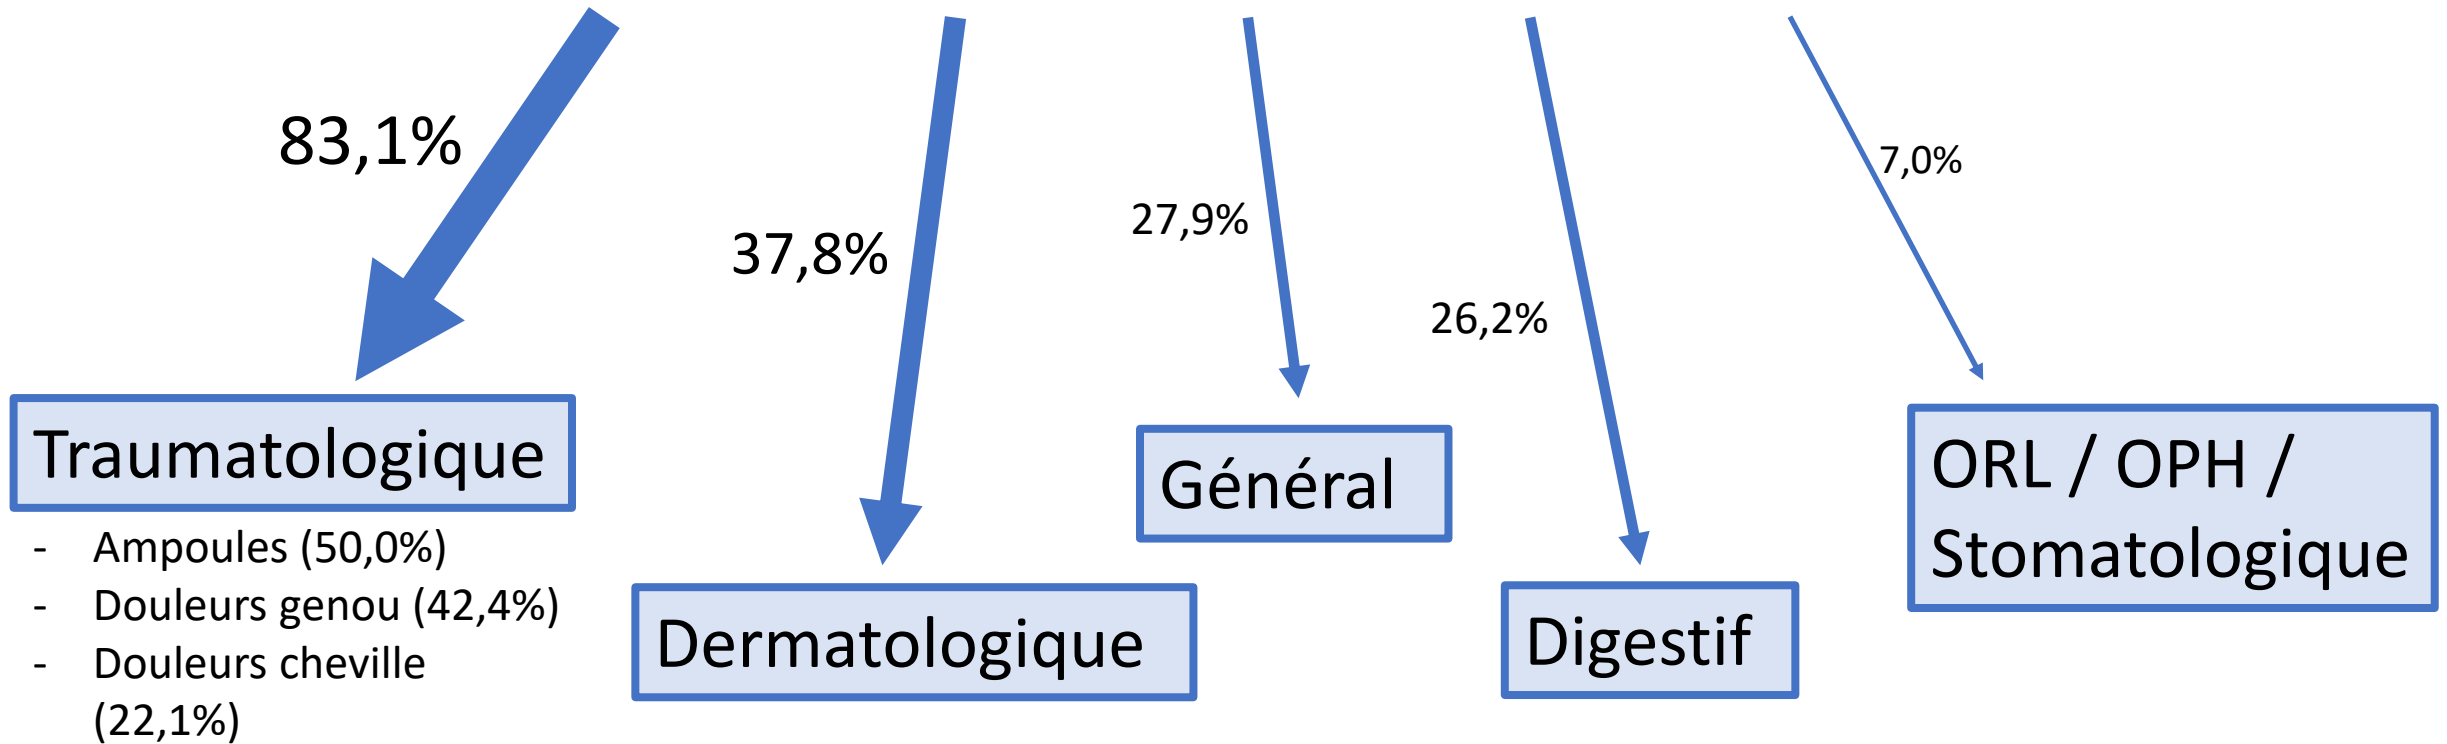 83,1%
37,8%
27,9%
26,2%
7,0%
Traumatologique
- Ampoules (50,0%)
- Douleurs genou (42,4%)
- Douleurs cheville
(22,1%)
Dermatologique
Général
Digestif
ORL / OPH /
Stomatologique